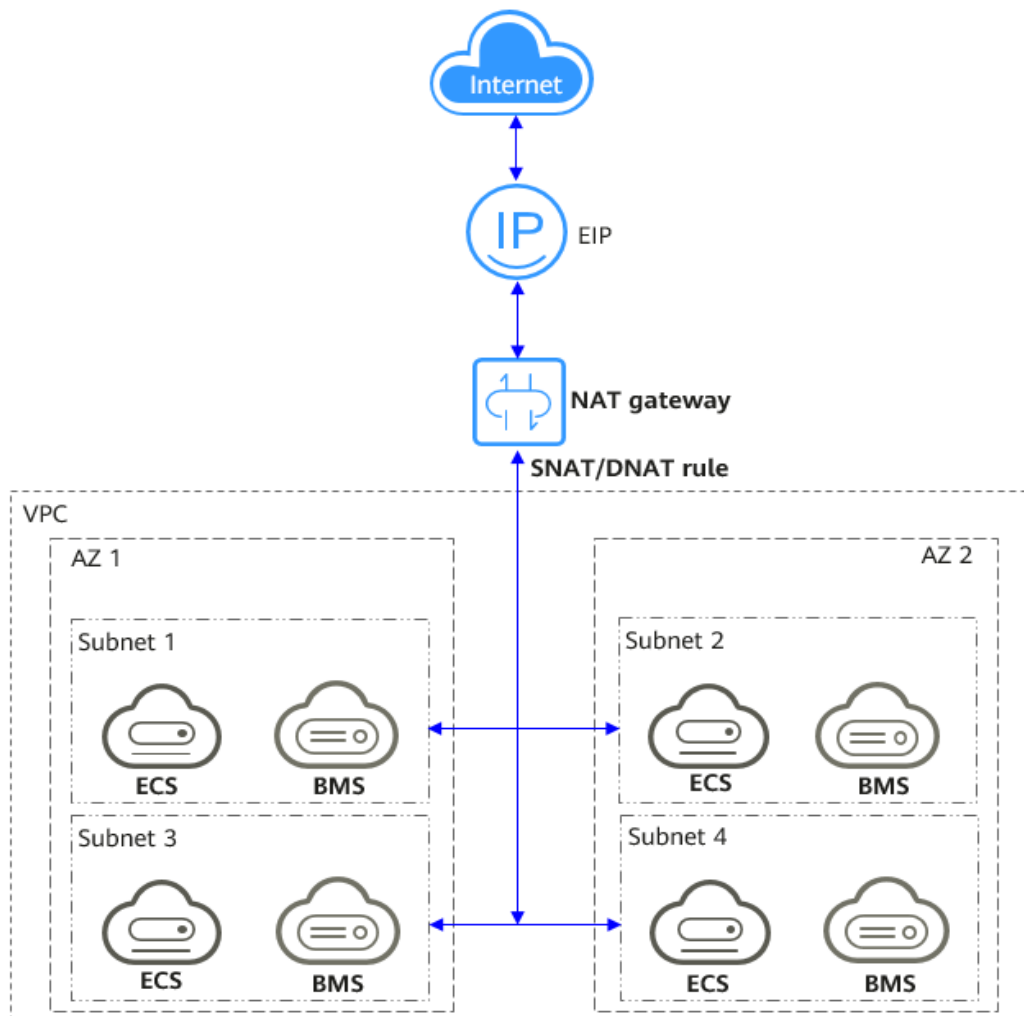 Internet
IP
EIP
NAT gateway
SNAT/DNAT rule
VPC
AZ 1
AZ 2
Subnet 1
Subnet 2
ECS
BMS
ECS
BMS
Subnet 3
Subnet 4
ECS
BMS
ECS
BMS